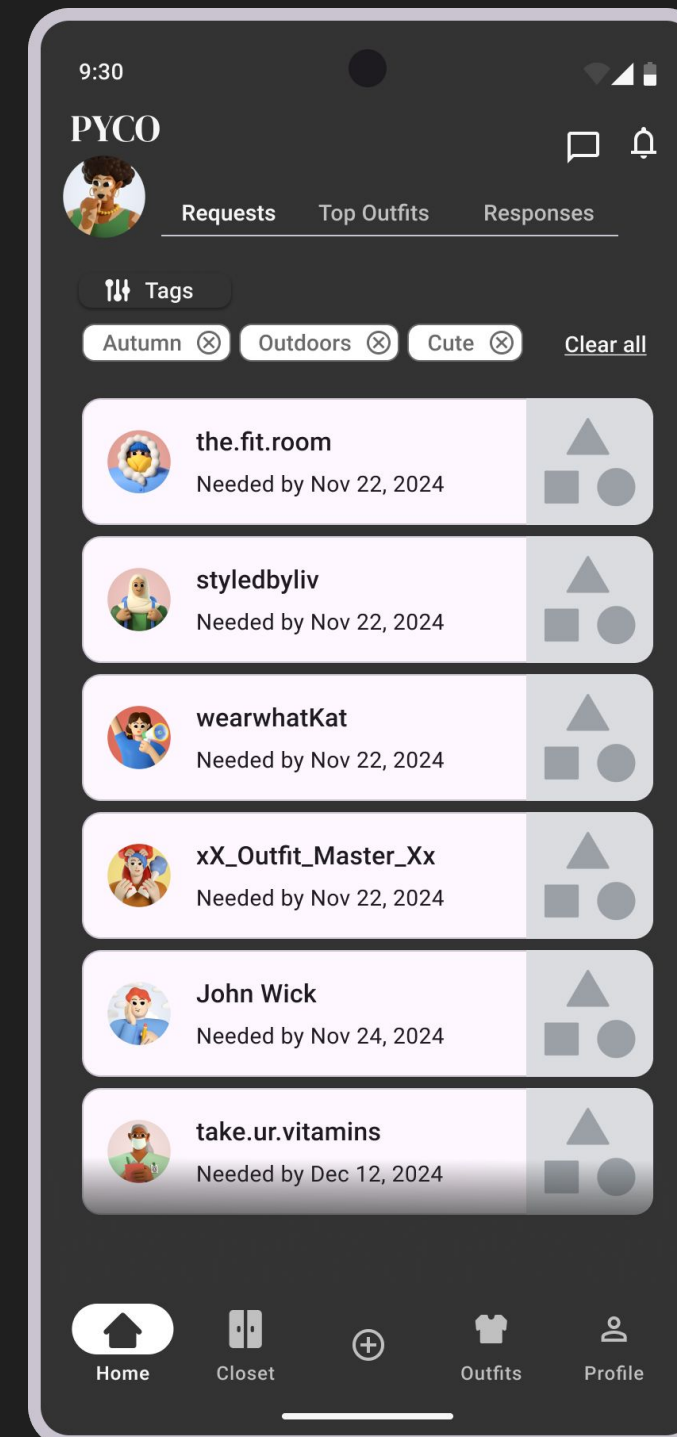 9:30
PYCO
Requests Top Outfits Responses
Tags
Autumn Outdoors Cute Clear all
the.fit.room
Needed by Nov 22, 2024
styledbyliv
Needed by Nov 22, 2024
wearwhatKat
Needed by Nov 22, 2024
xX_Outfit_Master_Xx
Needed by Nov 22, 2024
John Wick
Needed by Nov 24, 2024
take.ur.vitamins
Needed by Dec 12, 2024
Home Closet Outfits Profile